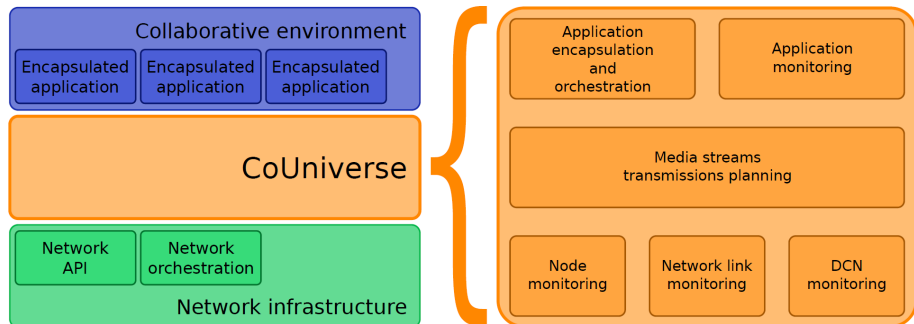 Collaborative environment
Encapsulated
application
Encapsulated
application
Encapsulated
application
CoUniverse
Network
API
Network
orchestration
Network infrastructure
Application
encapsulation
and
orchestration
Application
monitoring
Media streams
transmissions planning
Node
monitoring
Network link
monitoring
DCN
monitoring